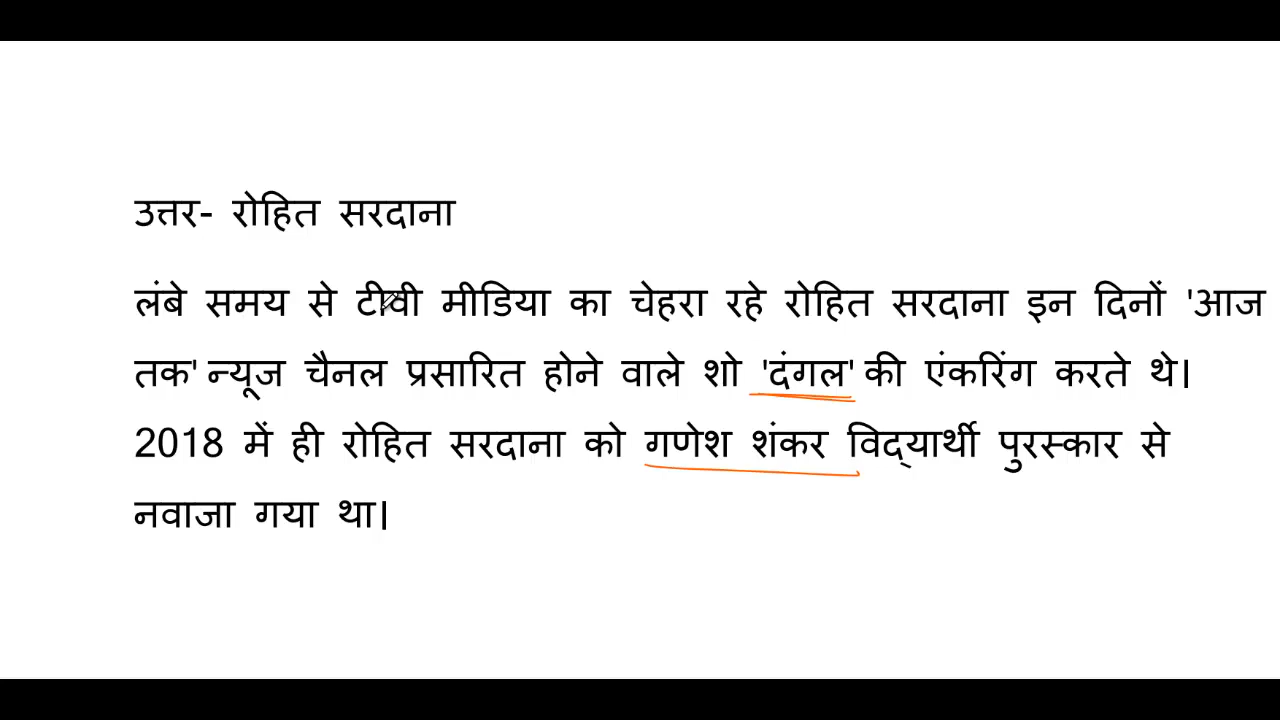 उत्तर- रोहित सरदाना
लंबे समय से टीवी मीडिया का चेहरा रहे रोहित सरदाना इन दिनों 'आज
तक' न्यूज चैनल प्रसारित होने वाले शो 'दंगल' की एंकरिंग करते थे।
2018 में ही रोहित सरदाना को गणेश शंकर विद्यार्थी पुरस्कार से
नवाजा गया था।